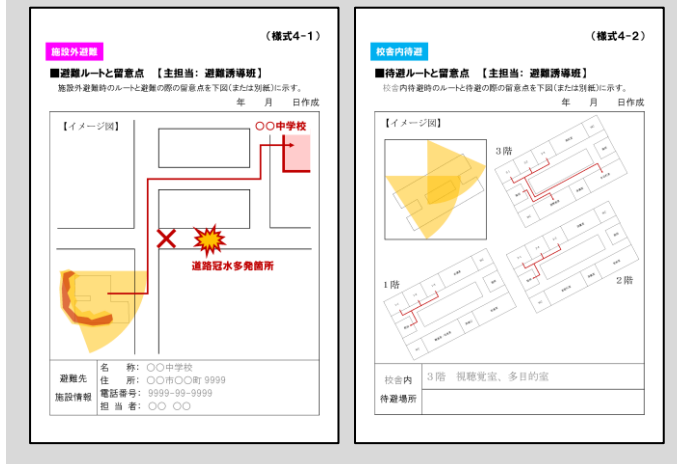 （様式4-1）
施設外避難
■避難ルートと留意点　【主担当： 避難誘導班】
施設外避難時のルートと避難の際の留意点を下図(または別紙)に示す。
年　月　日作成
【イメージ図】
〇〇中学校
道路冠水多発箇所
避難先
施設情報
名　称： 〇〇中学校
住　所： 〇〇市〇〇町 9999
電話番号： 9999-99-9999
担 当 者： 〇〇 〇〇
（様式4-2）
校舎内待避
■待避ルートと留意点　【主担当： 避難誘導班】
校舎内待避時のルートと待避の際の留意点を下図(または別紙)に示す。
年　月　日作成
【イメージ図】
3階
1階
2階
校舎内
待避場所
3階　視聴覚室、多目的室